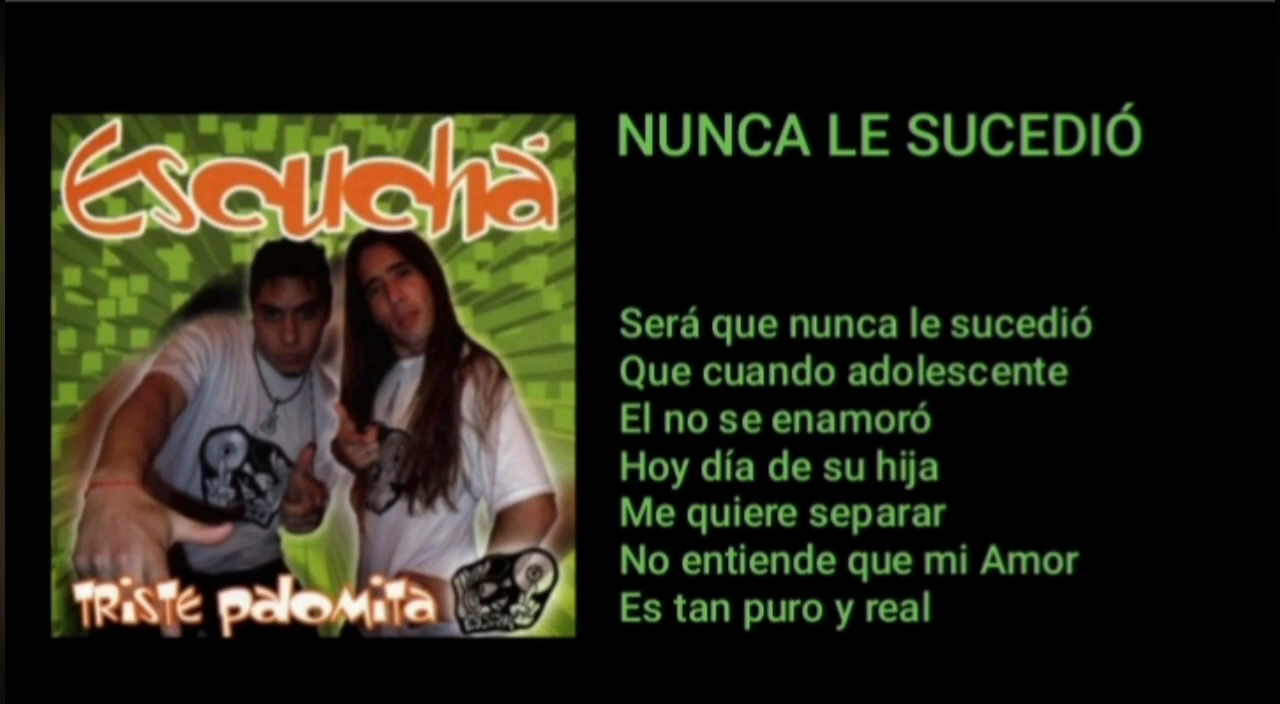 Escuchá
TRISTE PALOMITA
NUNCA LE SUCEDIÓ
Será que nunca le sucedió
Que cuando adolescente
El no se enamoró
Hoy día de su hija
Me quiere separar
No entiende que mi Amor
Es tan puro y real